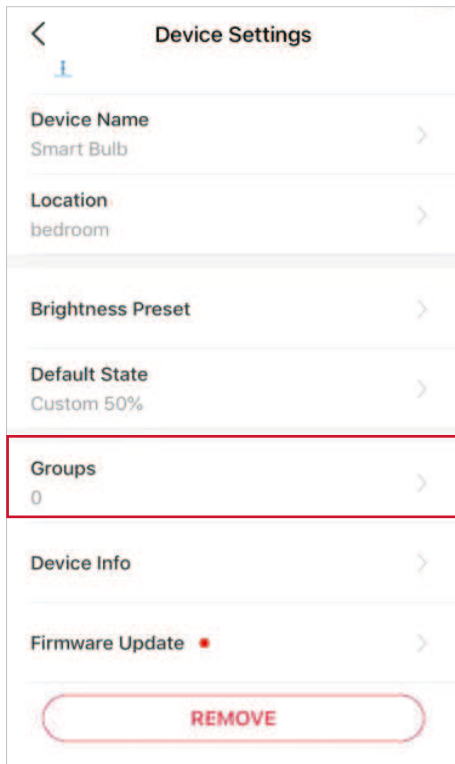 Device Settings
Device Name
Smart Bulb
Location
bedroom
Brightness Preset
Default State
Custom 50%
Groups
0
Device Info
Firmware Update
REMOVE